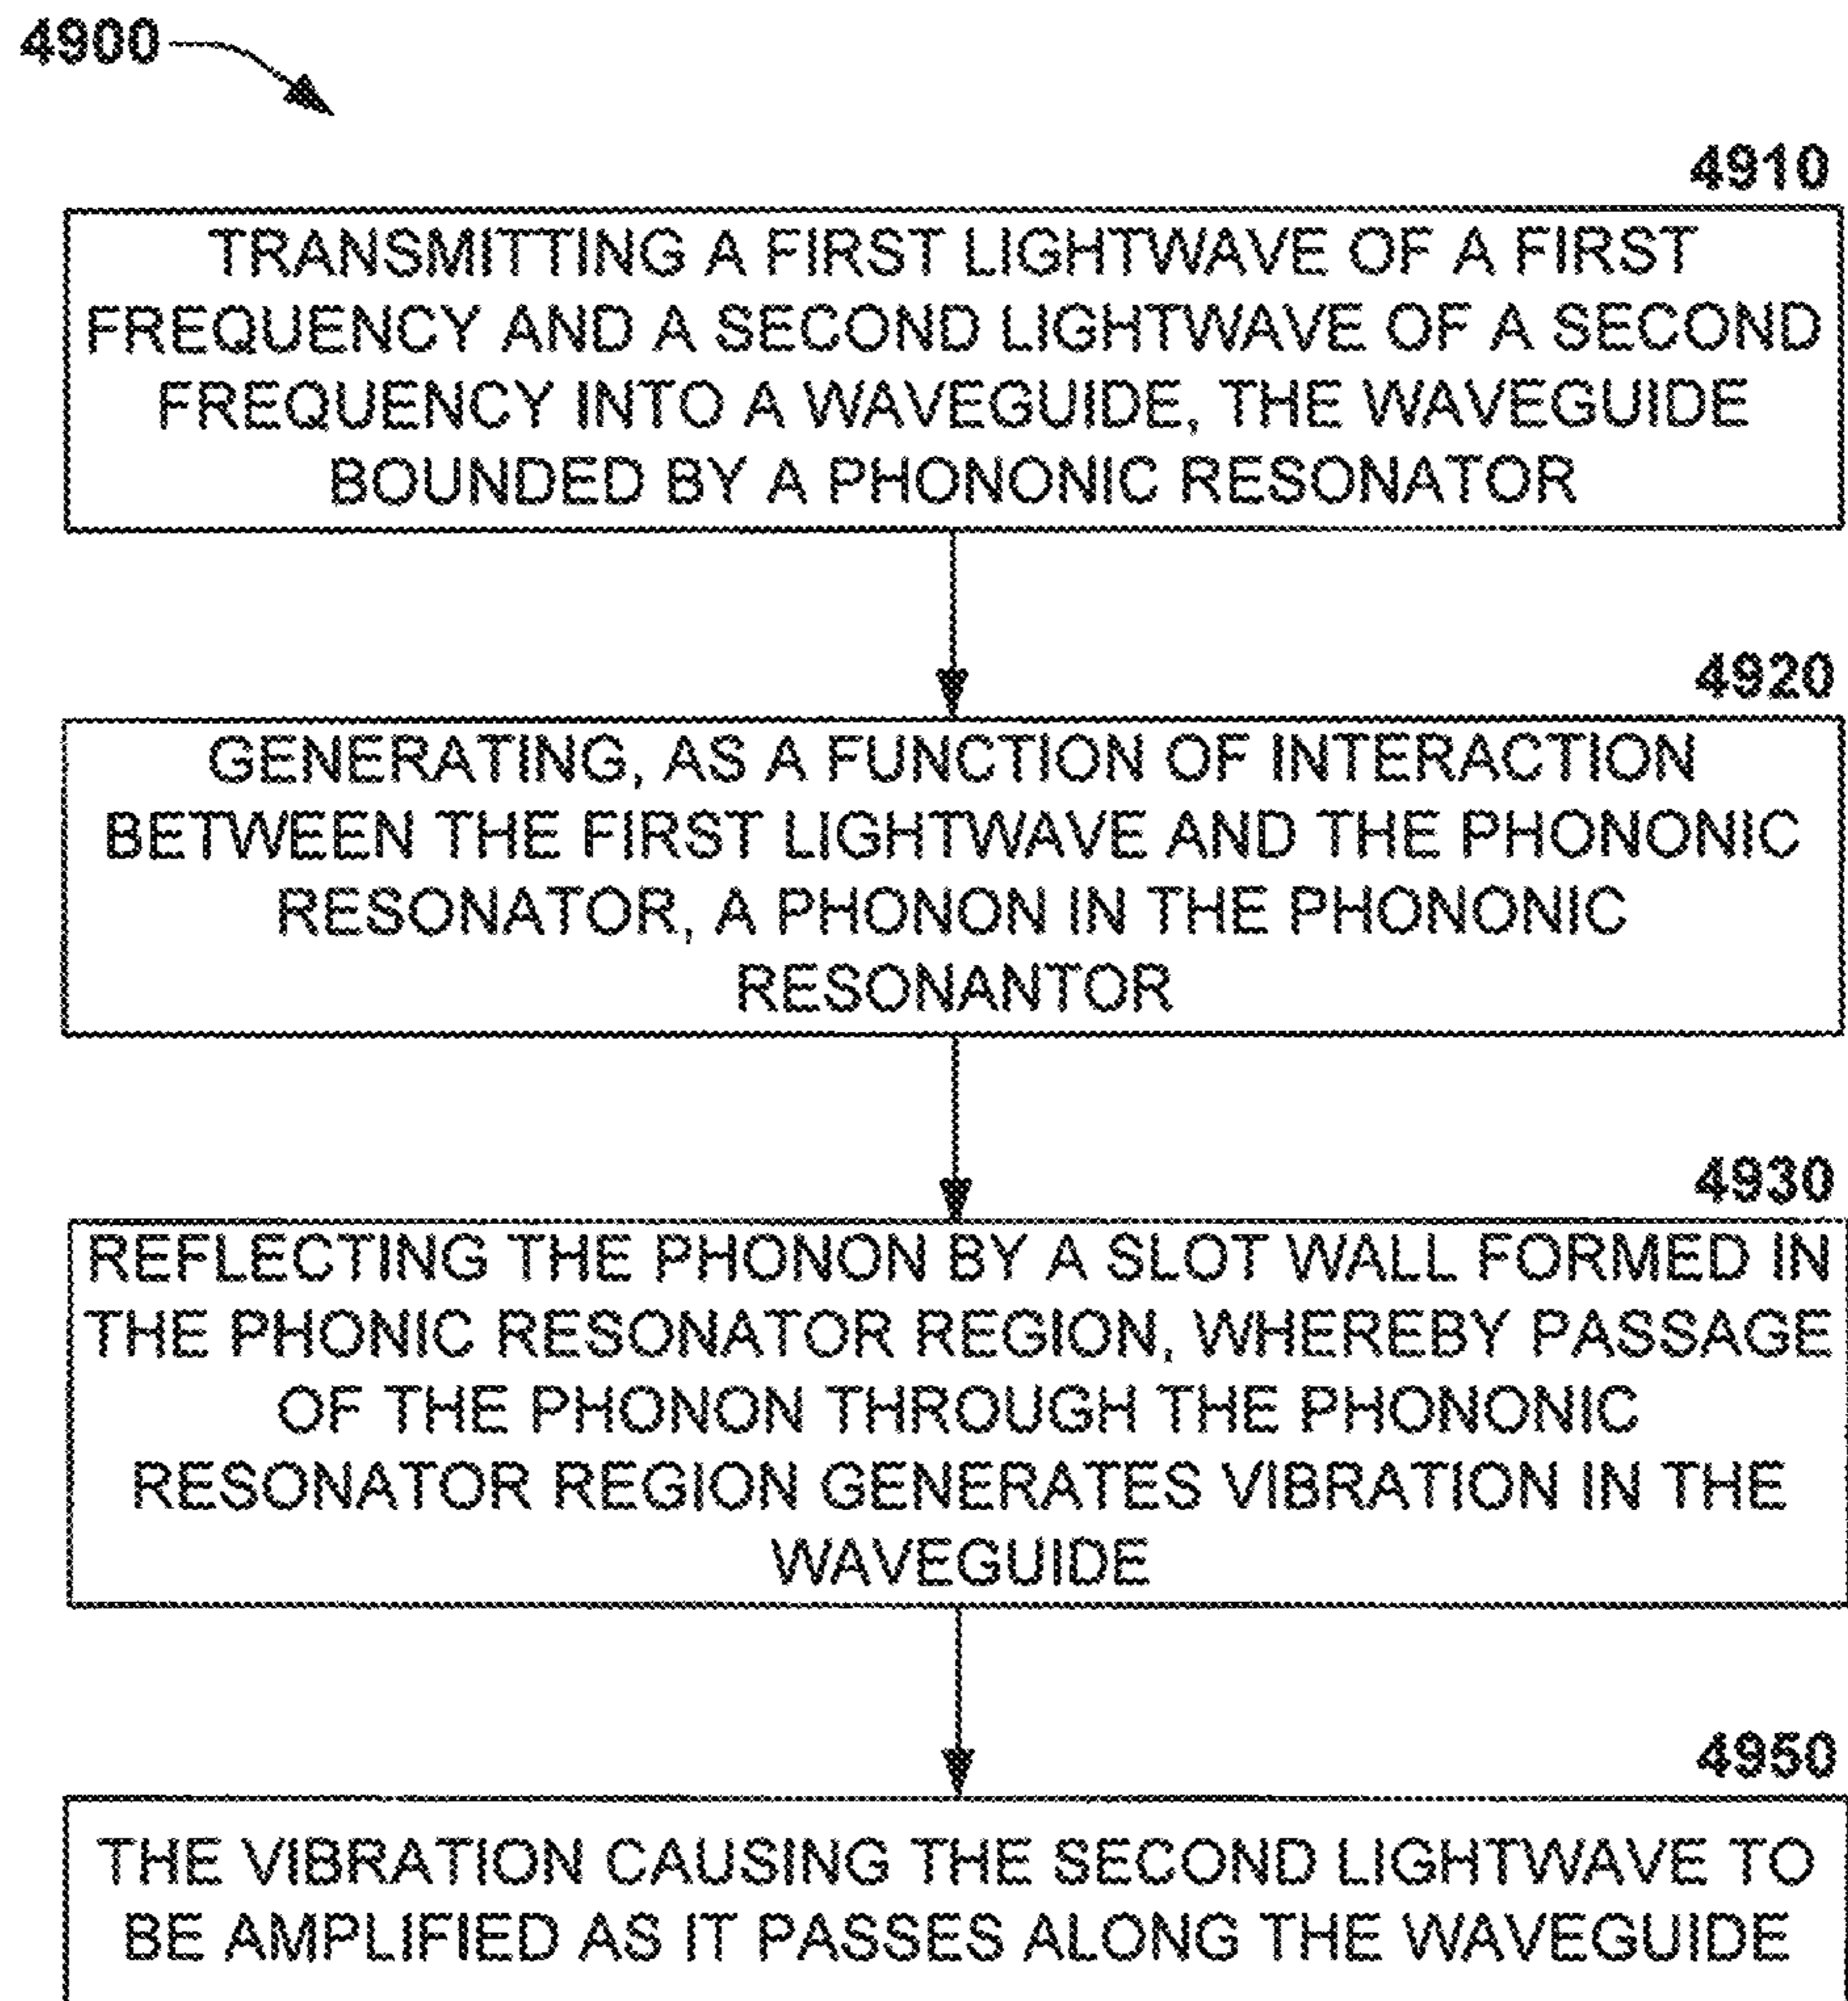 4900
4910
TRANSMITTING A FIRST LIGHTWAVE OF A FIRST
FREQUENCY AND A SECOND LIGHTWAVE OF A SECOND
FREQUENCY INTO A WAVEGUIDE, THE WAVEGUIDE
BOUNDED BY A PHONONIC RESONATOR
4920
GENERATING, AS A FUNCTION OF INTERACTION
BETWEEN THE FIRST LIGHTWAVE AND THE PHONONIC
RESONATOR, A PHONON IN THE PHONONIC
RESONANTOR
4930
REFLECTING THE PHONON BY A SLOT WALL FORMED IN
THE PHONIC RESONATOR REGION, WHEREBY PASSAGE
OF THE PHONON THROUGH THE PHONONIC
RESONATOR REGION GENERATES VIBRATION IN THE
WAVEGUIDE
4950
THE VIBRATION CAUSING THE SECOND LIGHTWAVE TO
BE AMPLIFIED AS IT PASSES ALONG THE WAVEGUIDE